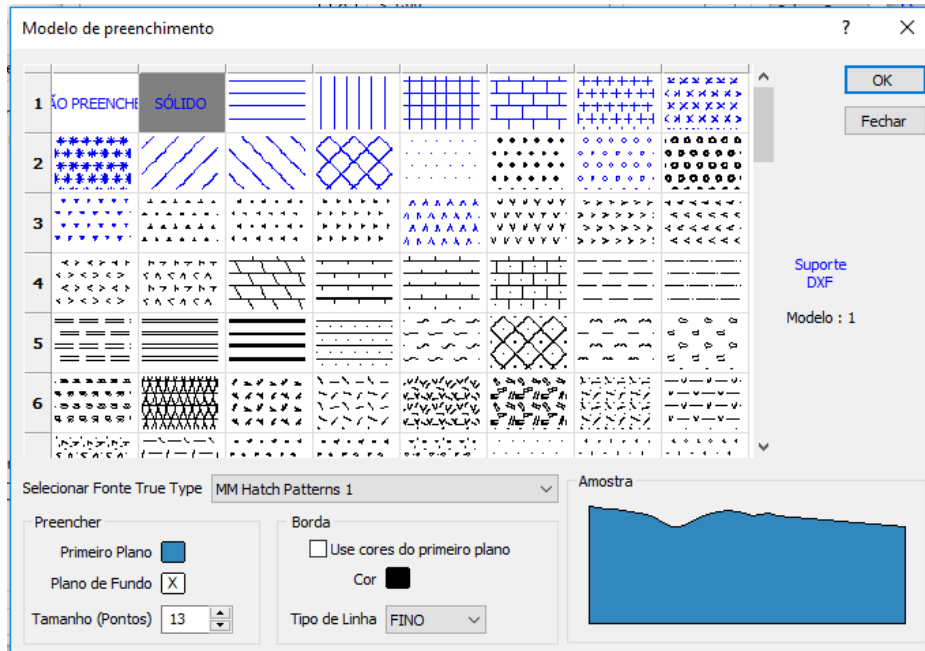 Modelo de preenchimento
?
X
OK
Fechar
1
ÃO PREENCHE
SÓLIDO
2
3
4
5
6
Suporte
DXF
Modelo : 1
Selecionar Fonte True Type
MM Hatch Patterns 1
Preencher
Primeiro Plano
Plano de Fundo
X
Tamanho (Pontos)
13
Borda
Use cores do primeiro plano
Cor
Tipo de Linha
FINO
Amostra